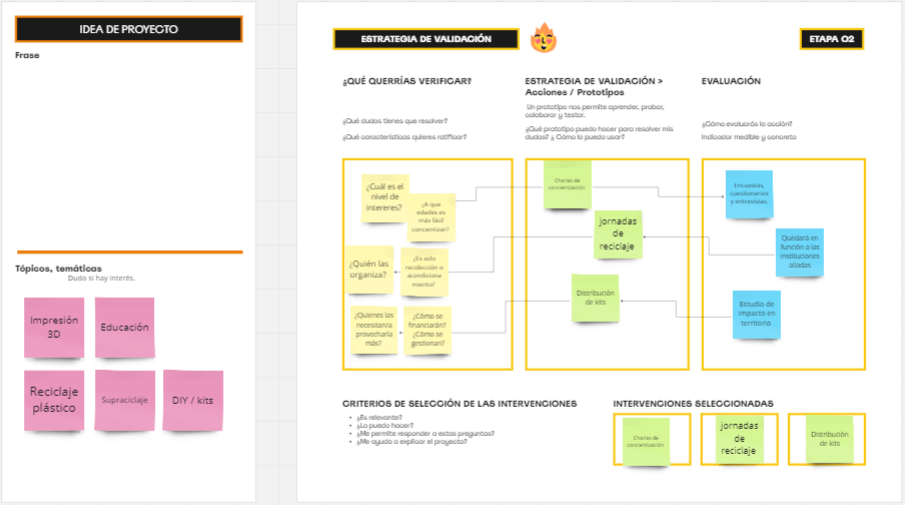 IDEA DE PROYECTO
Frase
Tópicos, temáticas
Duda si hay interés.
Impresión
3D
Educación
Reciclaje
plástico
Supraciclaje
DIY / kits
ESTRATEGIA DE VALIDACIÓN
ETAPA 02
¿QUÉ QUERRÍAS VERIFICAR?
¿Qué dudas tienes que resolver?
¿Qué características quieres ratificar?
ESTRATEGIA DE VALIDACIÓN >
Acciones / Prototipos
Un prototipo nos permite aprender, probar,
colaborar y testar.
¿Qué prototipo puedo hacer para resolver mis
dudas? ¿ Cómo lo puedo usar?
EVALUACIÓN
¿Cómo evaluarás la acción?
Indicador medible y concreto
¿Cuál es el
nivel de
intereres?
¿A que
edades es
más fácil
concientizar?
¿Quién las
organiza?
¿Es solo
recolección o
acondiciona
miento?
¿Quienes las
necesitan/a
provecharía
más?
¿Cómo se
financiarán?
¿Cómo se
gestionan?
Charlas de
concientización
jornadas
de
reciclaje
Distribución
de kits
Encuestas,
cuestionarios
y entrevistas.
Quedará en
función a las
instituciones
aliadas
Estudio de
impacto en
territorio
CRITERIOS DE SELECCIÓN DE LAS INTERVENCIONES
• ¿Es relevante?
• ¿Lo puedo hacer?
• ¿Me permite responder a estas preguntas?
• ¿Me ayuda a explicar el proyecto?
INTERVENCIONES SELECCIONADAS
Charlas de
concientización
jornadas
de
reciclaje
Distribución
de kits